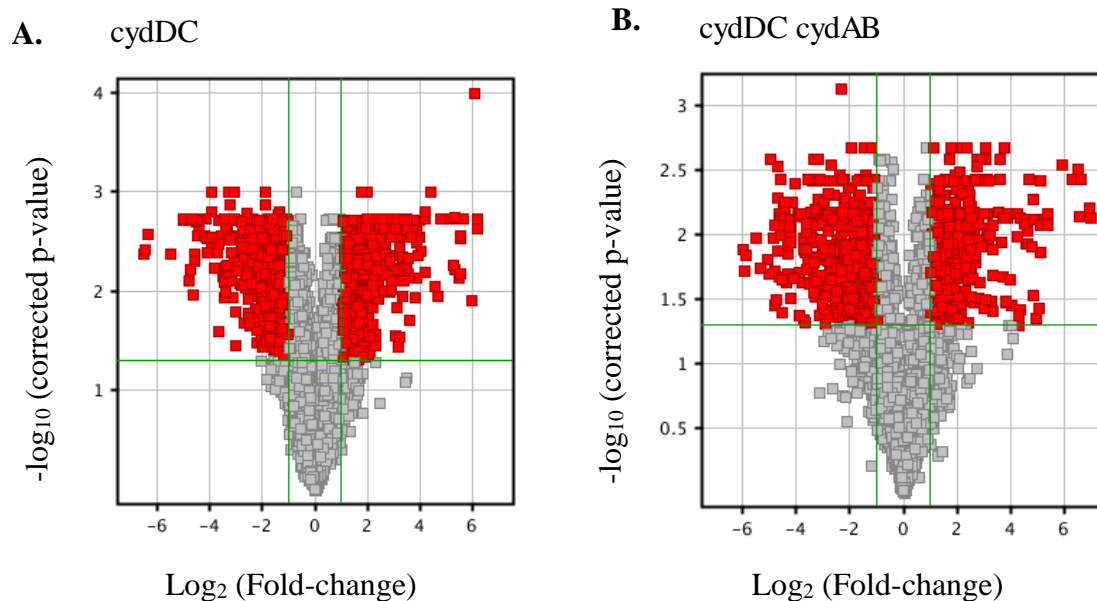 A. cydDC
4
3
2
1
-6 -4 -2 0 2 4 6
-log10 (corrected p-value)
Log2 (Fold-change)
B. cydDC cydAB
3
2.5
2
1.5
1
0.5
-6 -4 -2 0 2 4 6
-log10 (corrected p-value)
Log2 (Fold-change)